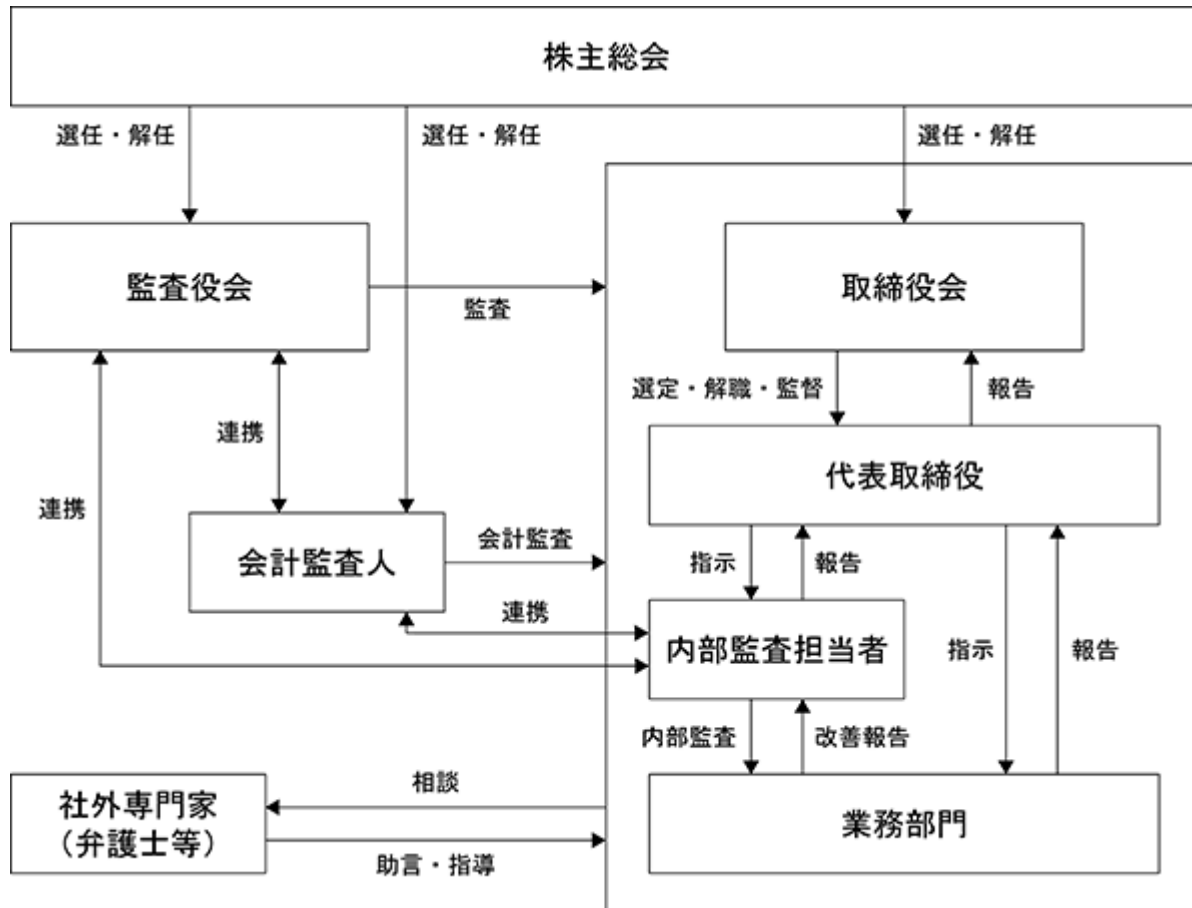 株主総会
選任・解任
選任・解任
選任・解任
監査役会
監査
取締役会
選定・解職・監督
報告
連携
連携
代表取締役
会計監査人
会計監査
指示
報告
連携
内部監査担当者
指示
報告
内部監査
改善報告
社外専門家
（弁護士等）
相談
助言・指導
業務部門